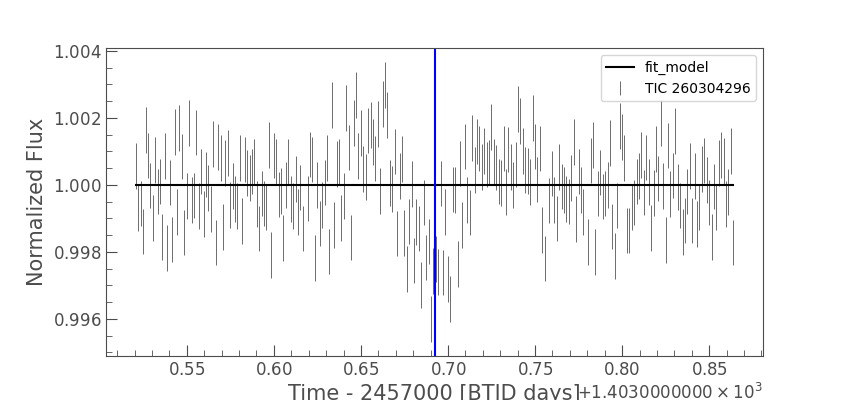 1.004
1.002
1.000
0.998
0.996
Normalized Flux
fit_model
TIC 260304296
0.55 0.60 0.65 0.70 0.75 0.80 0.85
Time - 2457000 [BTJD days]
+1.4030000000 × 10³